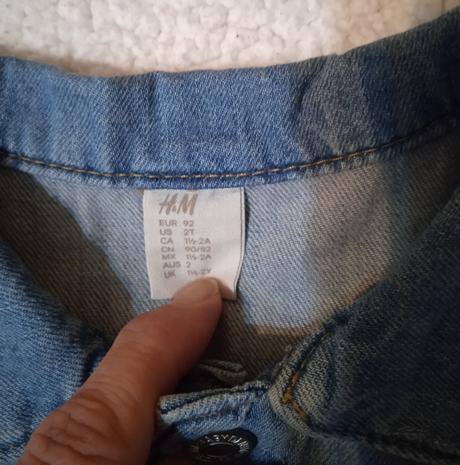 H&M
EUR 92
US 2T
CA 1½-2A
CN 90/52
MX 1½-2A
AUS 2
UK 1½-2Y